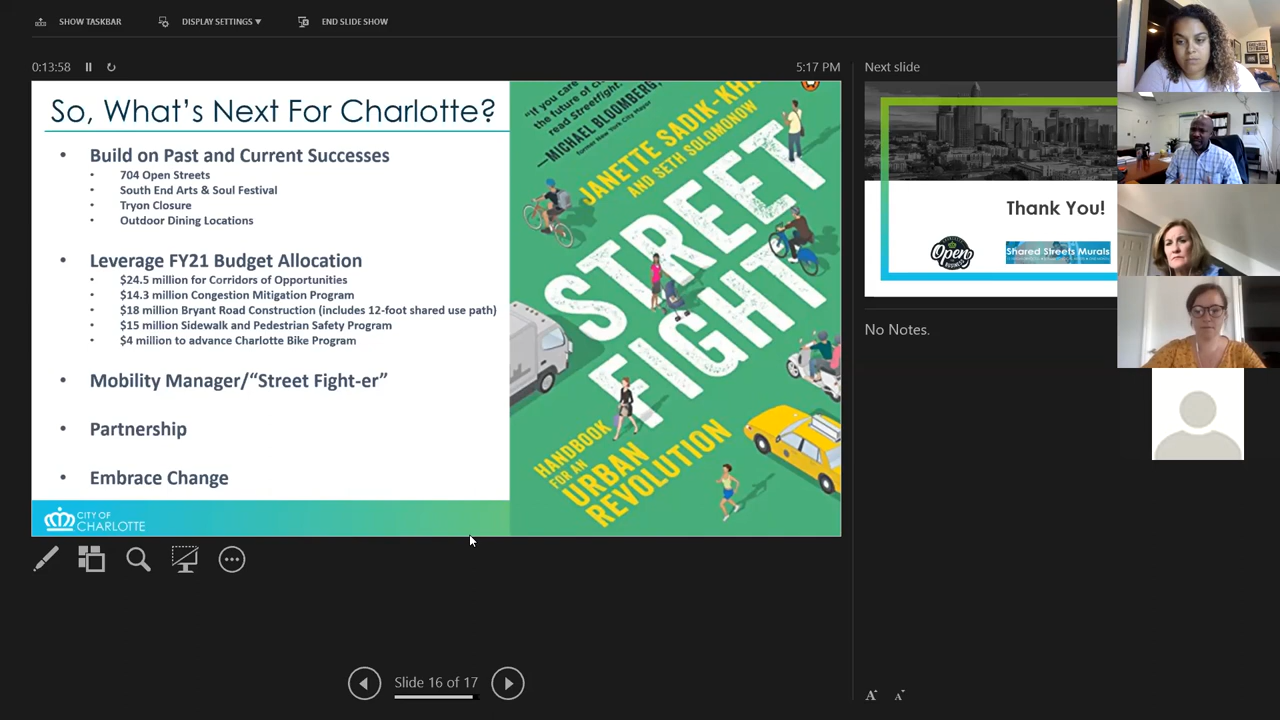 SHOW TASKBAR
DISPLAY SETTINGS ▼
END SLIDE SHOW
0:13:58
5:17 PM
Next slide
So, What's Next For Charlotte?
• Build on Past and Current Successes
• 704 Open Streets
• South End Arts & Soul Festival
• Tryon Closure
• Outdoor Dining Locations
• Leverage FY21 Budget Allocation
• $24.5 million for Corridors of Opportunities
• $14.3 million Congestion Mitigation Program
• $18 million Bryant Road Construction (includes 12-foot shared use path)
• $15 million Sidewalk and Pedestrian Safety Program
• $4 million to advance Charlotte Bike Program
• Mobility Manager/"Street Fight-er"
• Partnership
• Embrace Change
CITY OF
CHARLOTTE
"If you care
the future of
read Streetfight."
—MICHAEL BLOOMBERG,
former New York City Mayor
JANETTE SADIK-KHA
AND SETH SOLOMONOW
STREET
FIGHT
HANDBOOK
FOR AN
URBAN
REVOLUTION
Thank You!
Open
Shared Streets Murals
No Notes.
Slide 16 of 17
A A